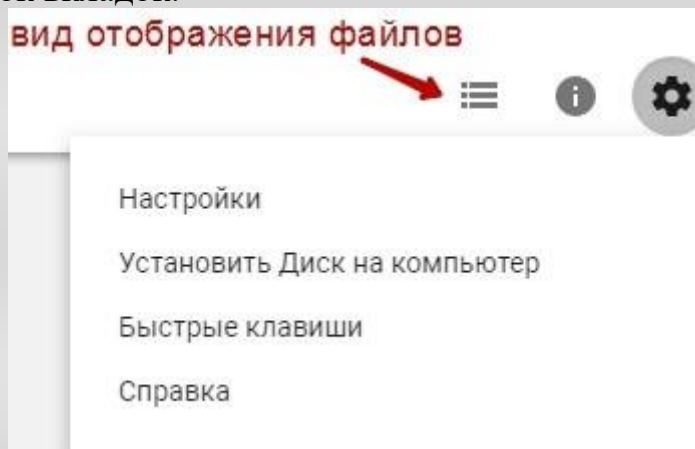 вид отображения файлов
Настройки
Установить Диск на компьютер
Быстрые клавиши
Справка